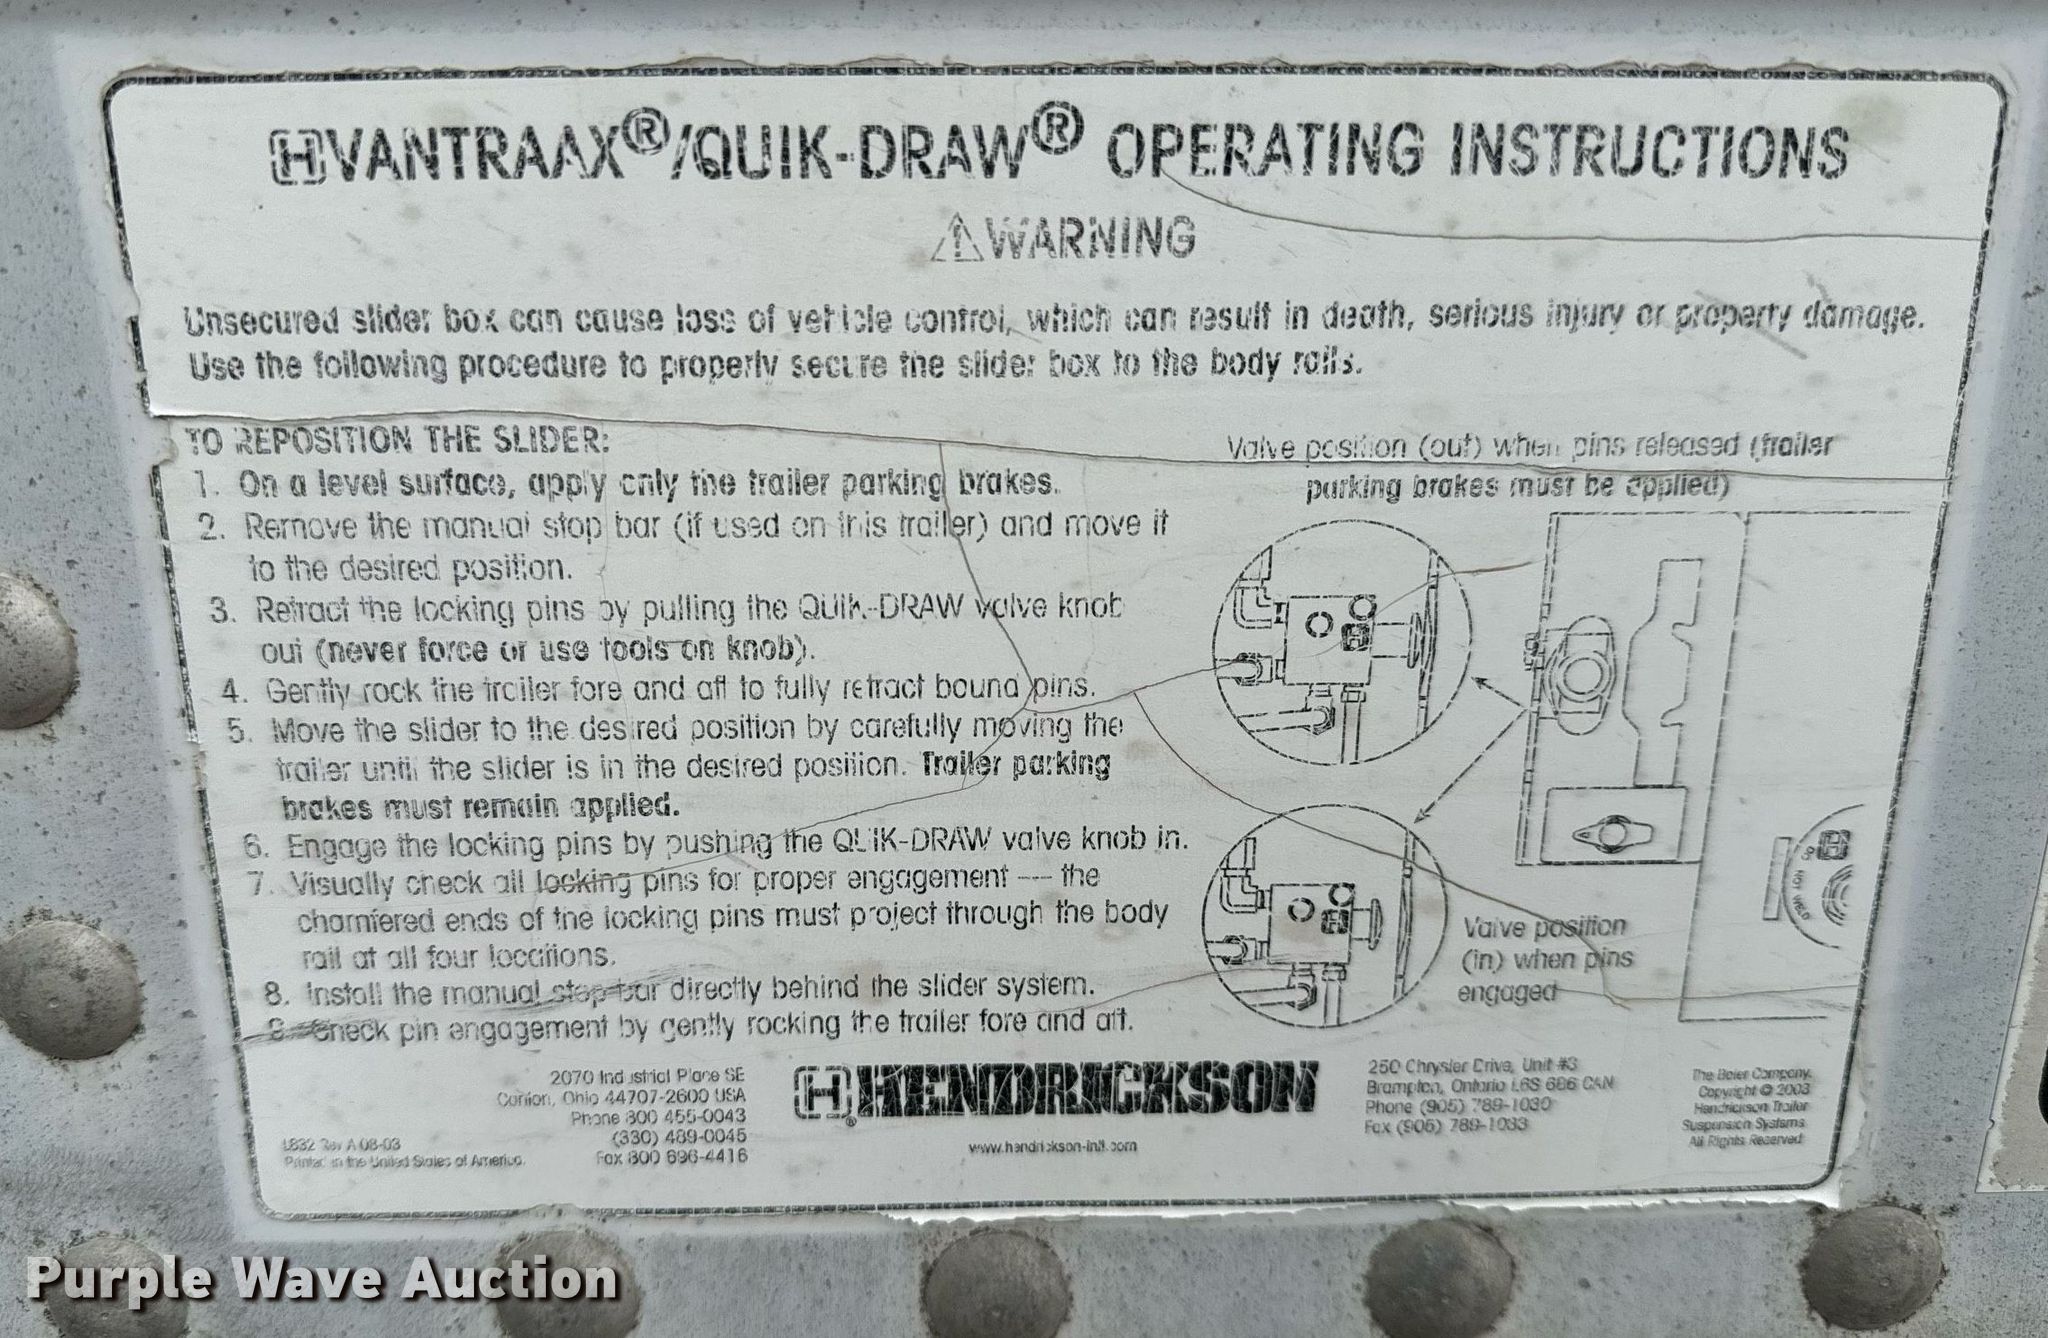 HVANTRAAX®/QUIK-DRAW® OPERATING INSTRUCTIONS
⚠WARNING
Unsecured slider box can cause loss of vehicle control, which can result in death, serious injury or property damage.
Use the following procedure to properly secure the slider box to the body rails.
TO REPOSITION THE SLIDER:
1. On a level surface, apply only the trailer parking brakes.
2. Remove the manual stop bar (if used on this trailer) and move it
to the desired position.
3. Retract the locking pins by pulling the QUIK-DRAW valve knob
out (never force or use tools on knob).
4. Gently rock the trailer fore and aft to fully retract bound pins.
5. Move the slider to the desired position by carefully moving the
trailer until the slider is in the desired position. Trailer parking
brakes must remain applied.
6. Engage the locking pins by pushing the QUIK-DRAW valve knob in.
7. Visually check all locking pins for proper engagement — the
chamfered ends of the locking pins must project through the body
rail at all four locations.
8. Install the manual stop bar directly behind the slider system.
9. Check pin engagement by gently rocking the trailer fore and aft.
Valve position (out) when pins released (trailer
parking brakes must be applied)
H
H
H
Valve position
(in) when pins
engaged
2070 Industrial Place SE
Canton, Ohio 44707-2600 USA
Phone 800 455-0043
(330) 489-0045
Fax 800 696-4416
L832 Rev A 08-03
Printed in the United States of America.
H®HENDRICKSON
www.hendrickson-intl.com
250 Chrysler Drive, Unit #3
Brampton, Ontario L6S 6B6 CAN
Phone (905) 789-1030
Fax (905) 789-1033
The Boler Company.
Copyright © 2003
Hendrickson Trailer
Suspension Systems
All Rights Reserved
Purple Wave Auction